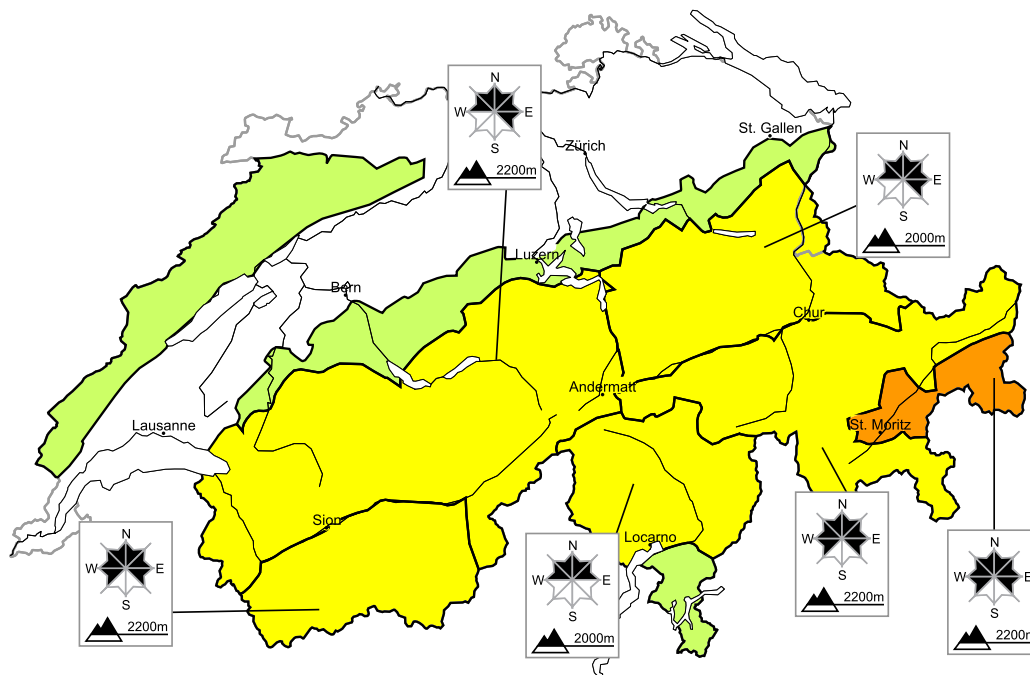 N
W E
S
2200m
St. Gallen
Zürich
N
W E
S
2000m
Luzern
Bern
Chur
Andermatt
St. Moritz
Lausanne
Sion
Locarno
N
W E
S
2200m
N
W E
S
2000m
N
W E
S
2200m
N
W E
S
2200m